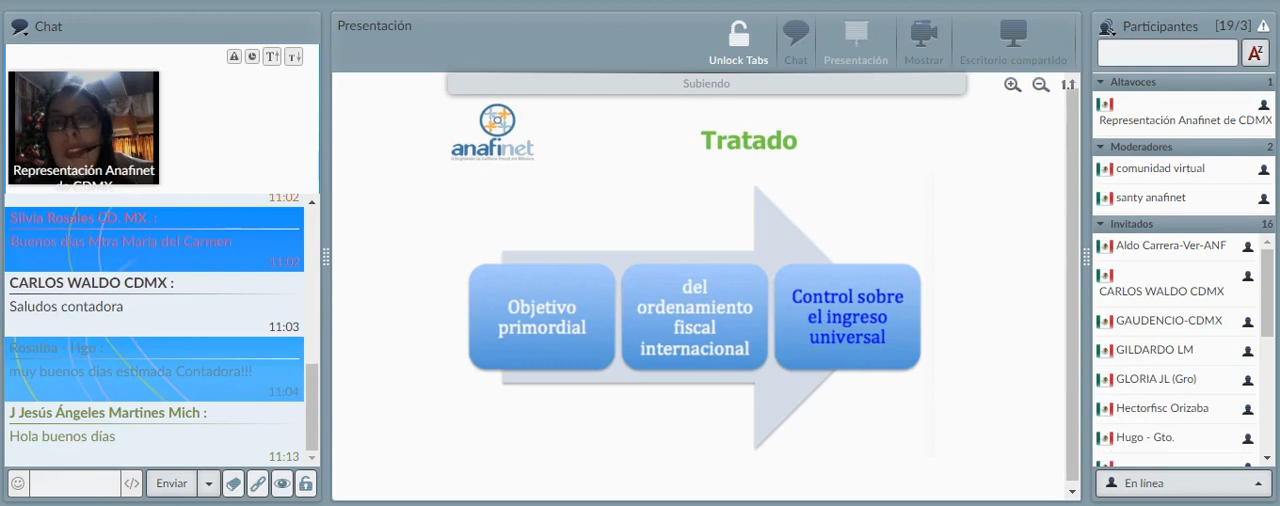 Chat
Representación Anafinet
de CDMX
11:02
Silvia Rosales CD. MX. :
Buenos días Mtra María del Carmen
11:02
CARLOS WALDO CDMX :
Saludos contadora
11:03
Rosalba - Hgo :
muy buenos días estimada Contadora!!!
11:04
J Jesús Ángeles Martines Mich :
Hola buenos días
11:13
Enviar
Presentación
Unlock Tabs
Chat
Presentación
Mostrar
Escritorio compartido
Subiendo
1.1
anafinet
Tratado
Objetivo
primordial
del
ordenamiento
fiscal
internacional
Control sobre
el ingreso
universal
Participantes [19/3]
Altavoces 1
Representación Anafinet de CDMX
Moderadores 2
comunidad virtual
santy anafinet
Invitados 16
Aldo Carrera-Ver-ANF
CARLOS WALDO CDMX
GAUDENCIO-CDMX
GILDARDO LM
GLORIA JL (Gro)
Hectorfisc Orizaba
Hugo - Gto.
En línea